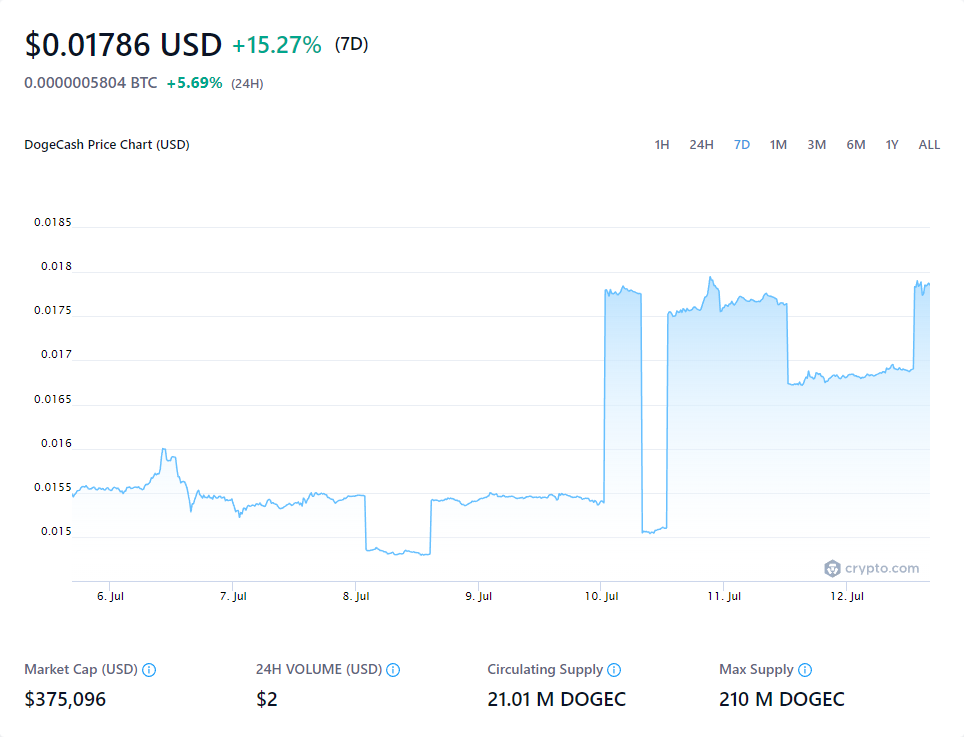 $0.01786 USD +15.27% (7D)
0.0000005804 BTC +5.69% (24H)
DogeCash Price Chart (USD) 1H 24H 7D 1M 3M 6M 1Y ALL
0.0185
0.018
0.0175
0.017
0.0165
0.016
0.0155
0.015
crypto.com
6. Jul 7. Jul 8. Jul 9. Jul 10. Jul 11. Jul 12. Jul
Market Cap (USD) 24H VOLUME (USD) Circulating Supply Max Supply
$375,096 $2 21.01 M DOGEC 210 M DOGEC